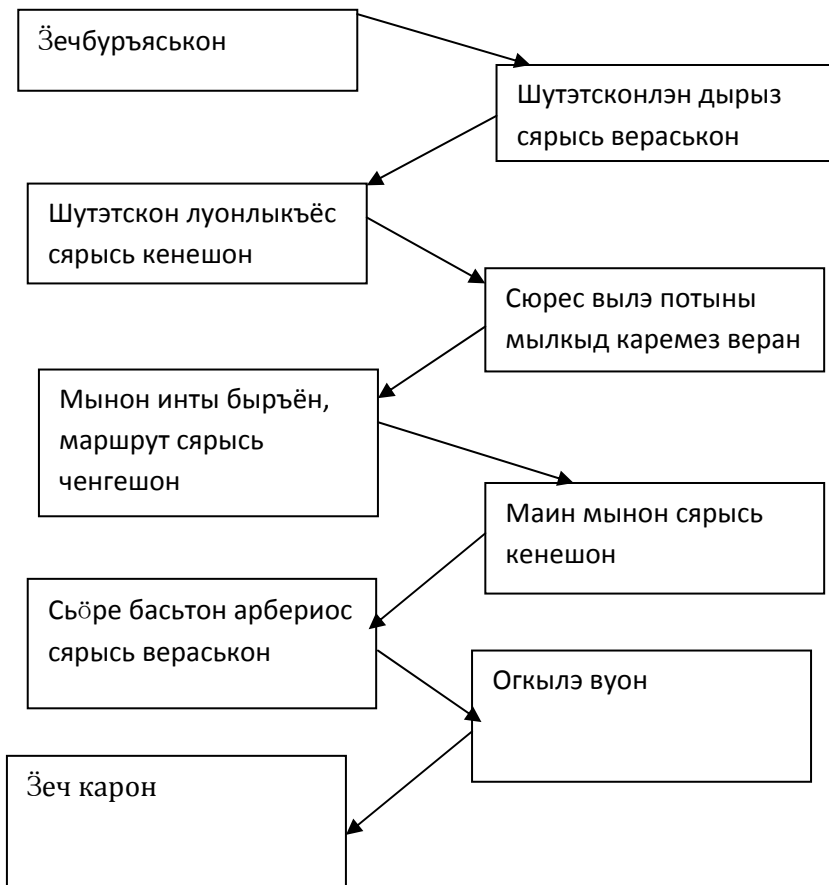 Ӟечбуръяськон
Шутэтсконлэн дырыз
сярысь вераськон
Шутэтскон луонлыкъёс
сярысь кенешон
Сюрес вылэ потыны
мылкыд каремез веран
Мынон инты быръён,
маршрут сярысь
ченгешон
Маин мынон сярысь
кенешон
Сьӧре басьтон арбериос
сярысь вераськон
Огкылэ вуон
Ӟеч карон